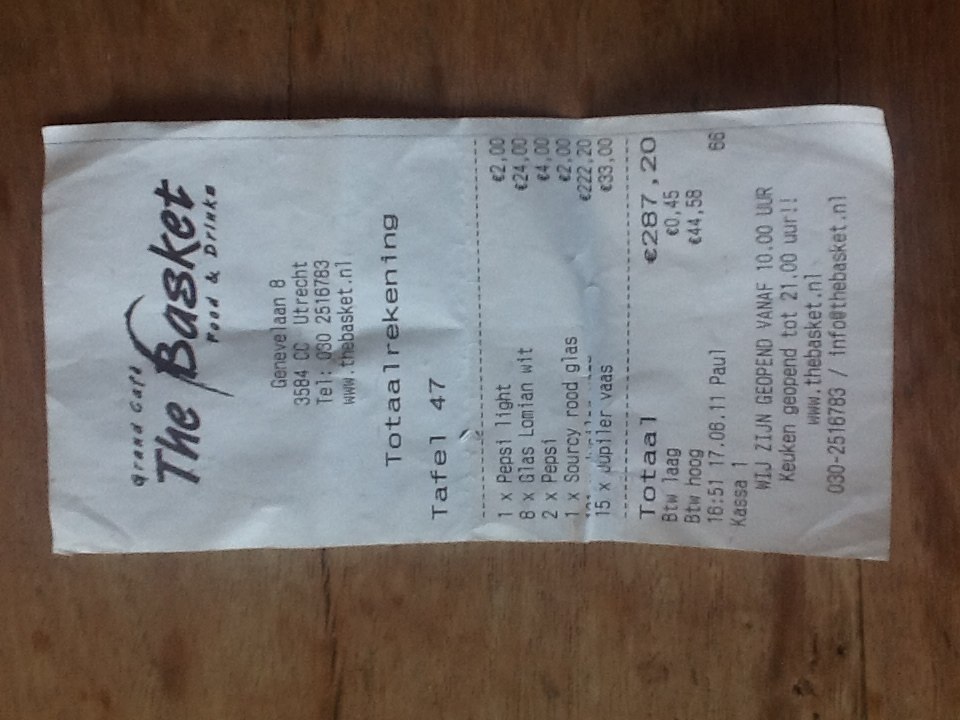 Grand Café
The Basket
Food & Drinks
Genevelaan 8
3584 CC Utrecht
Tel: 030 2516783
www.thebasket.nl
Totaalrekening
Tafel 47
1 x Pepsi light €2,00
8 x Glas Lomian wit €24,00
2 x Pepsi €4,00
1 x Sourcy rood glas €2,00
€222,20
15 x Jupiler vaas €33,00
Totaal €287,20
Btw laag €0,45
Btw hoog €44,58
16:51 17.06.11 Paul
Kassa 1 66
WIJ ZIJN GEOPEND VANAF 10.00 UUR
Keuken geopend tot 21.00 uur!!
www.thebasket.nl
030-2516783 / info@thebasket.nl